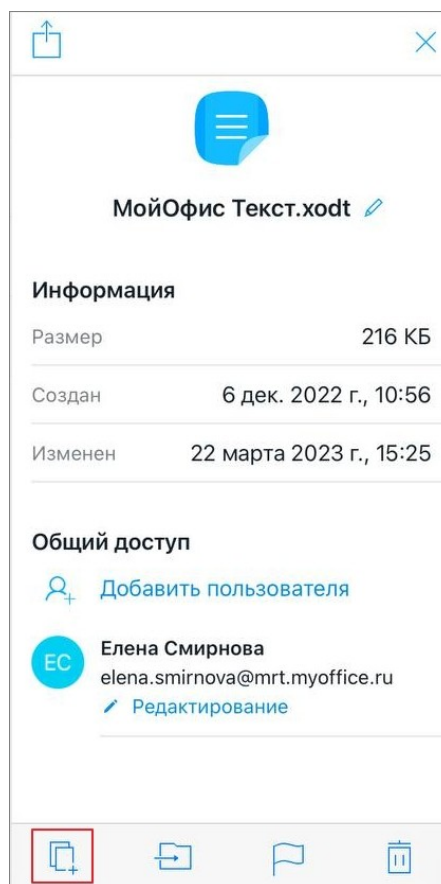 МойОфис Текст.xodt
Информация
Размер 216 КБ
Создан 6 дек. 2022 г., 10:56
Изменен 22 марта 2023 г., 15:25
Общий доступ
Добавить пользователя
ЕС
Елена Смирнова
elena.smirnova@mrt.myoffice.ru
Редактирование